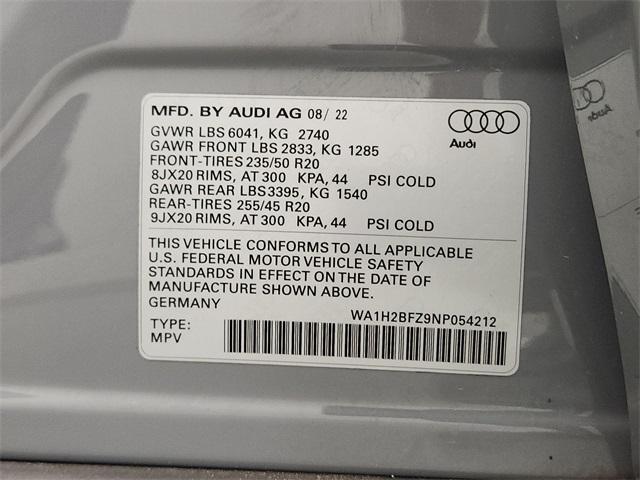 MFD. BY AUDI AG 08/ 22
Audi
GVWR LBS 6041, KG 2740
GAWR FRONT LBS 2833, KG 1285
FRONT-TIRES 235/50 R20
8JX20 RIMS, AT 300 KPA, 44 PSI COLD
GAWR REAR LBS 3395, KG 1540
REAR-TIRES 255/45 R20
9JX20 RIMS, AT 300 KPA, 44 PSI COLD
THIS VEHICLE CONFORMS TO ALL APPLICABLE
U.S. FEDERAL MOTOR VEHICLE SAFETY
STANDARDS IN EFFECT ON THE DATE OF
MANUFACTURE SHOWN ABOVE.
GERMANY
WA1H2BFZ9NP054212
TYPE:
MPV
Audi